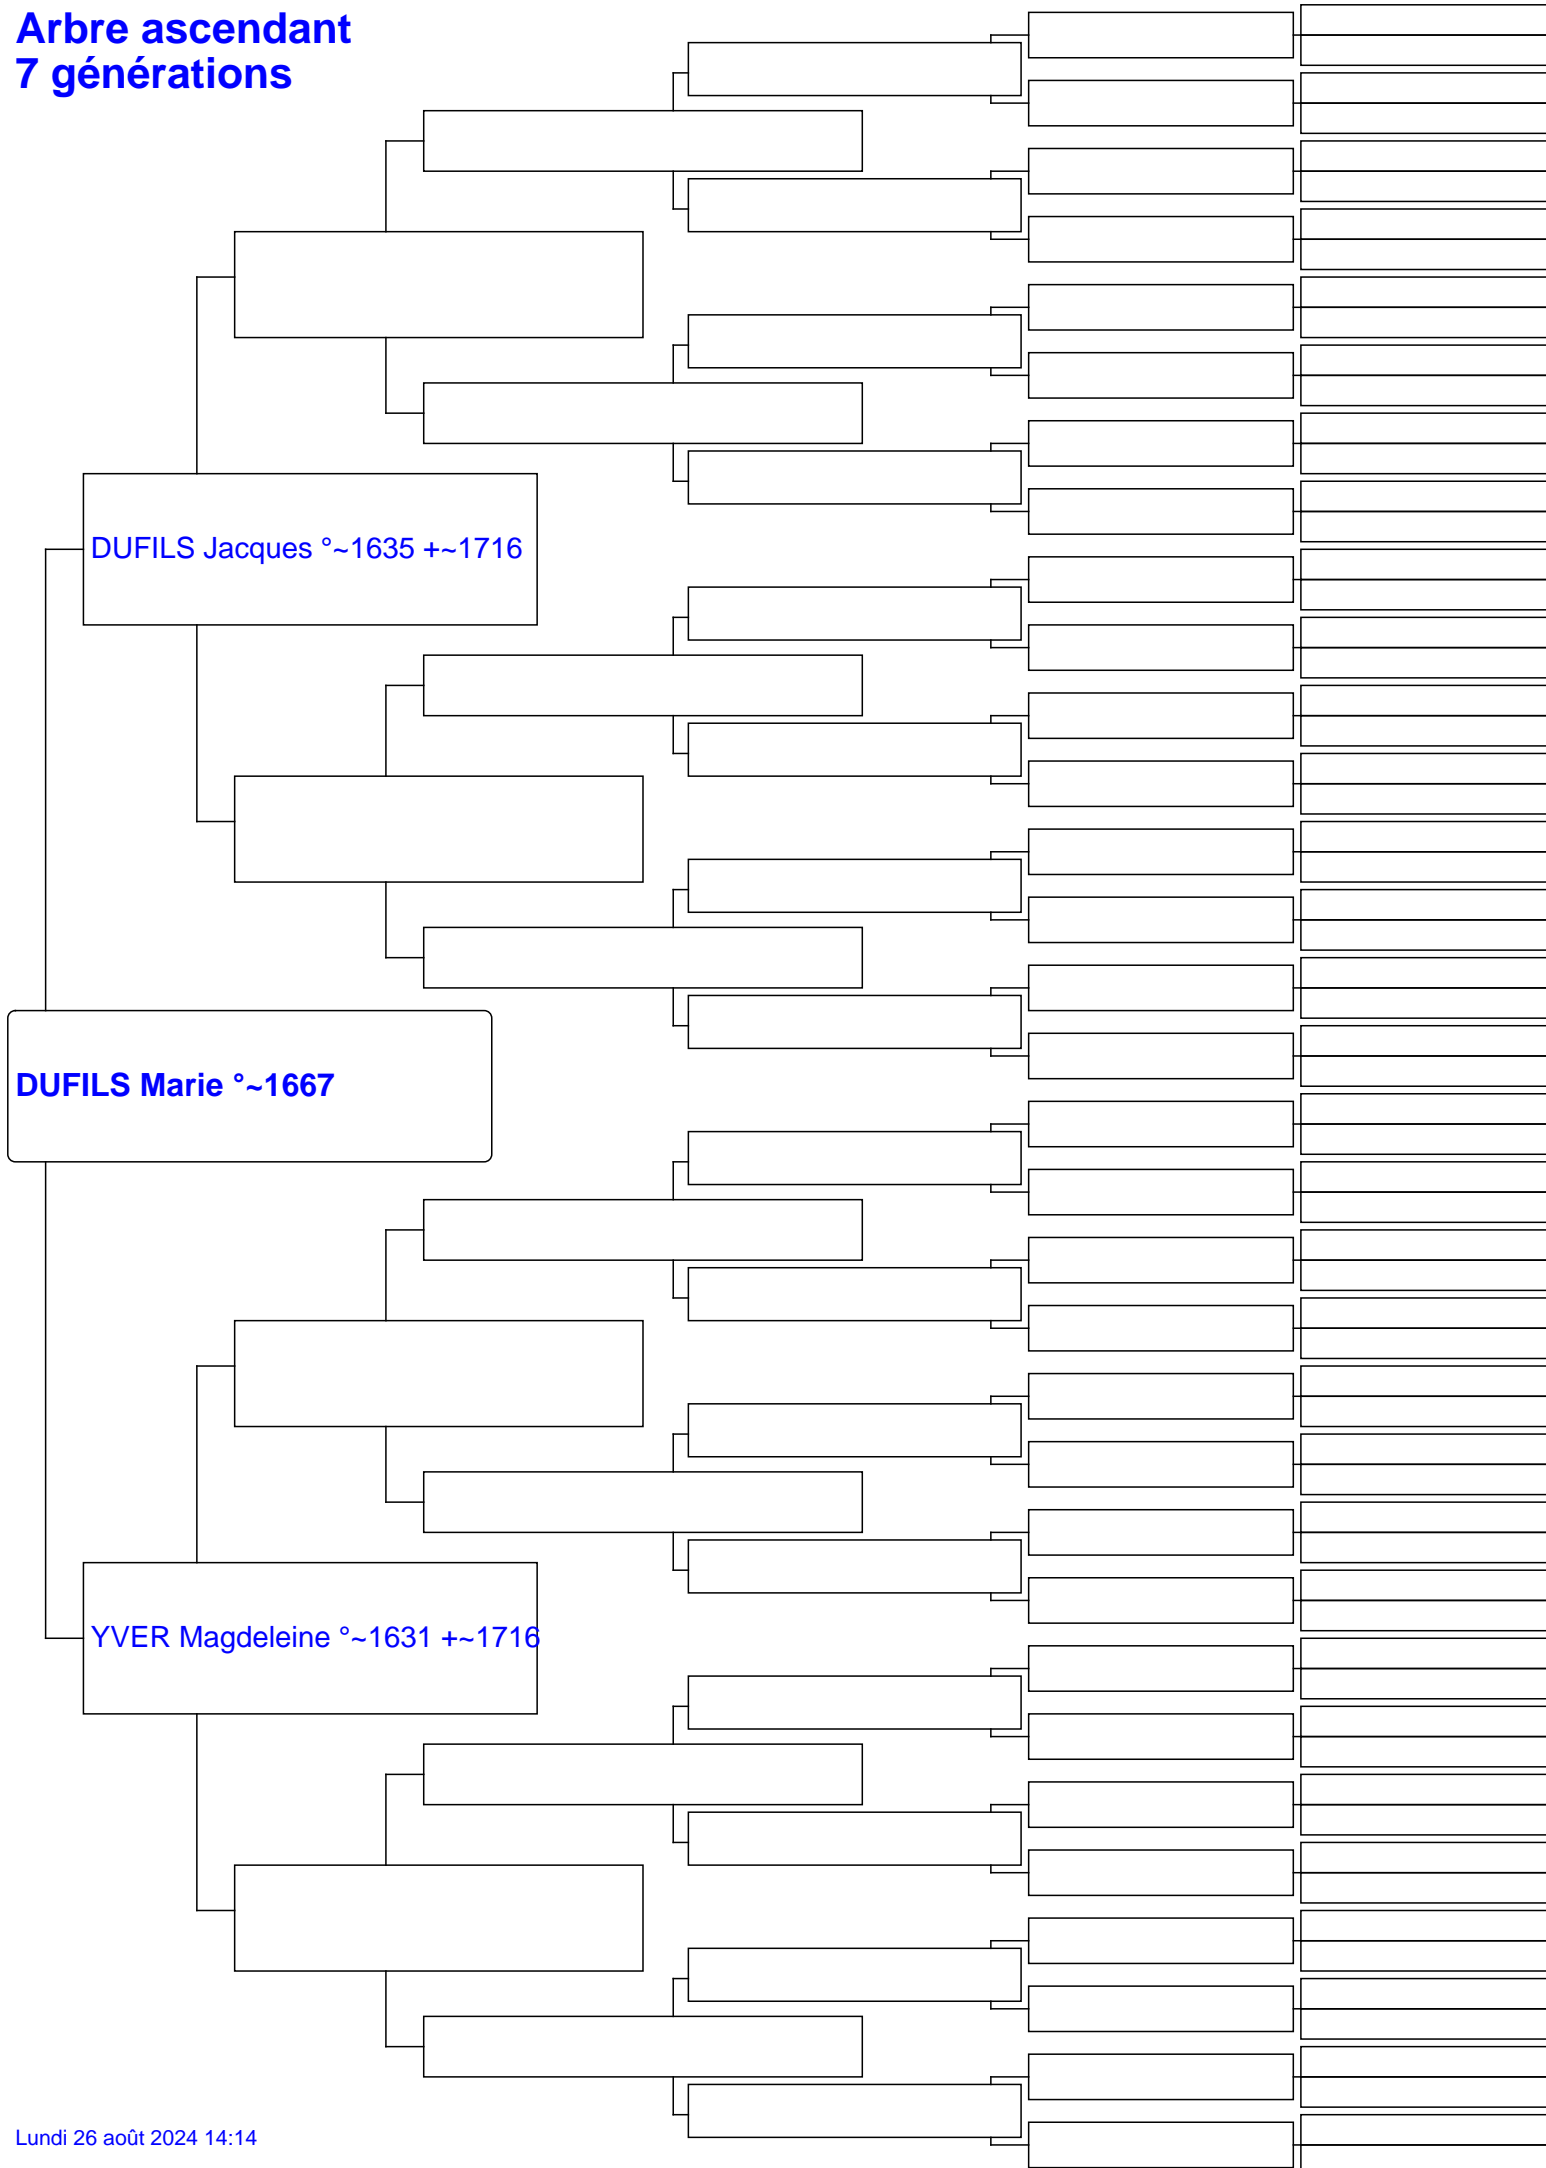 Arbre ascendant
7 générations
DUFILS Jacques °~1635 +~1716
DUFILS Marie °~1667
YVER Magdeleine °~1631 +~1716
Lundi 26 août 2024 14:14